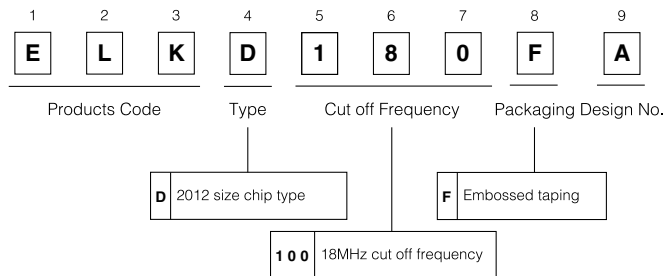 1 2 3 4 5 6 7 8 9
E L K D 1 8 0 F A
Products Code Type Cut off Frequency Packaging Design No.
D 2012 size chip type F Embossed taping
1 0 0 18MHz cut off frequency